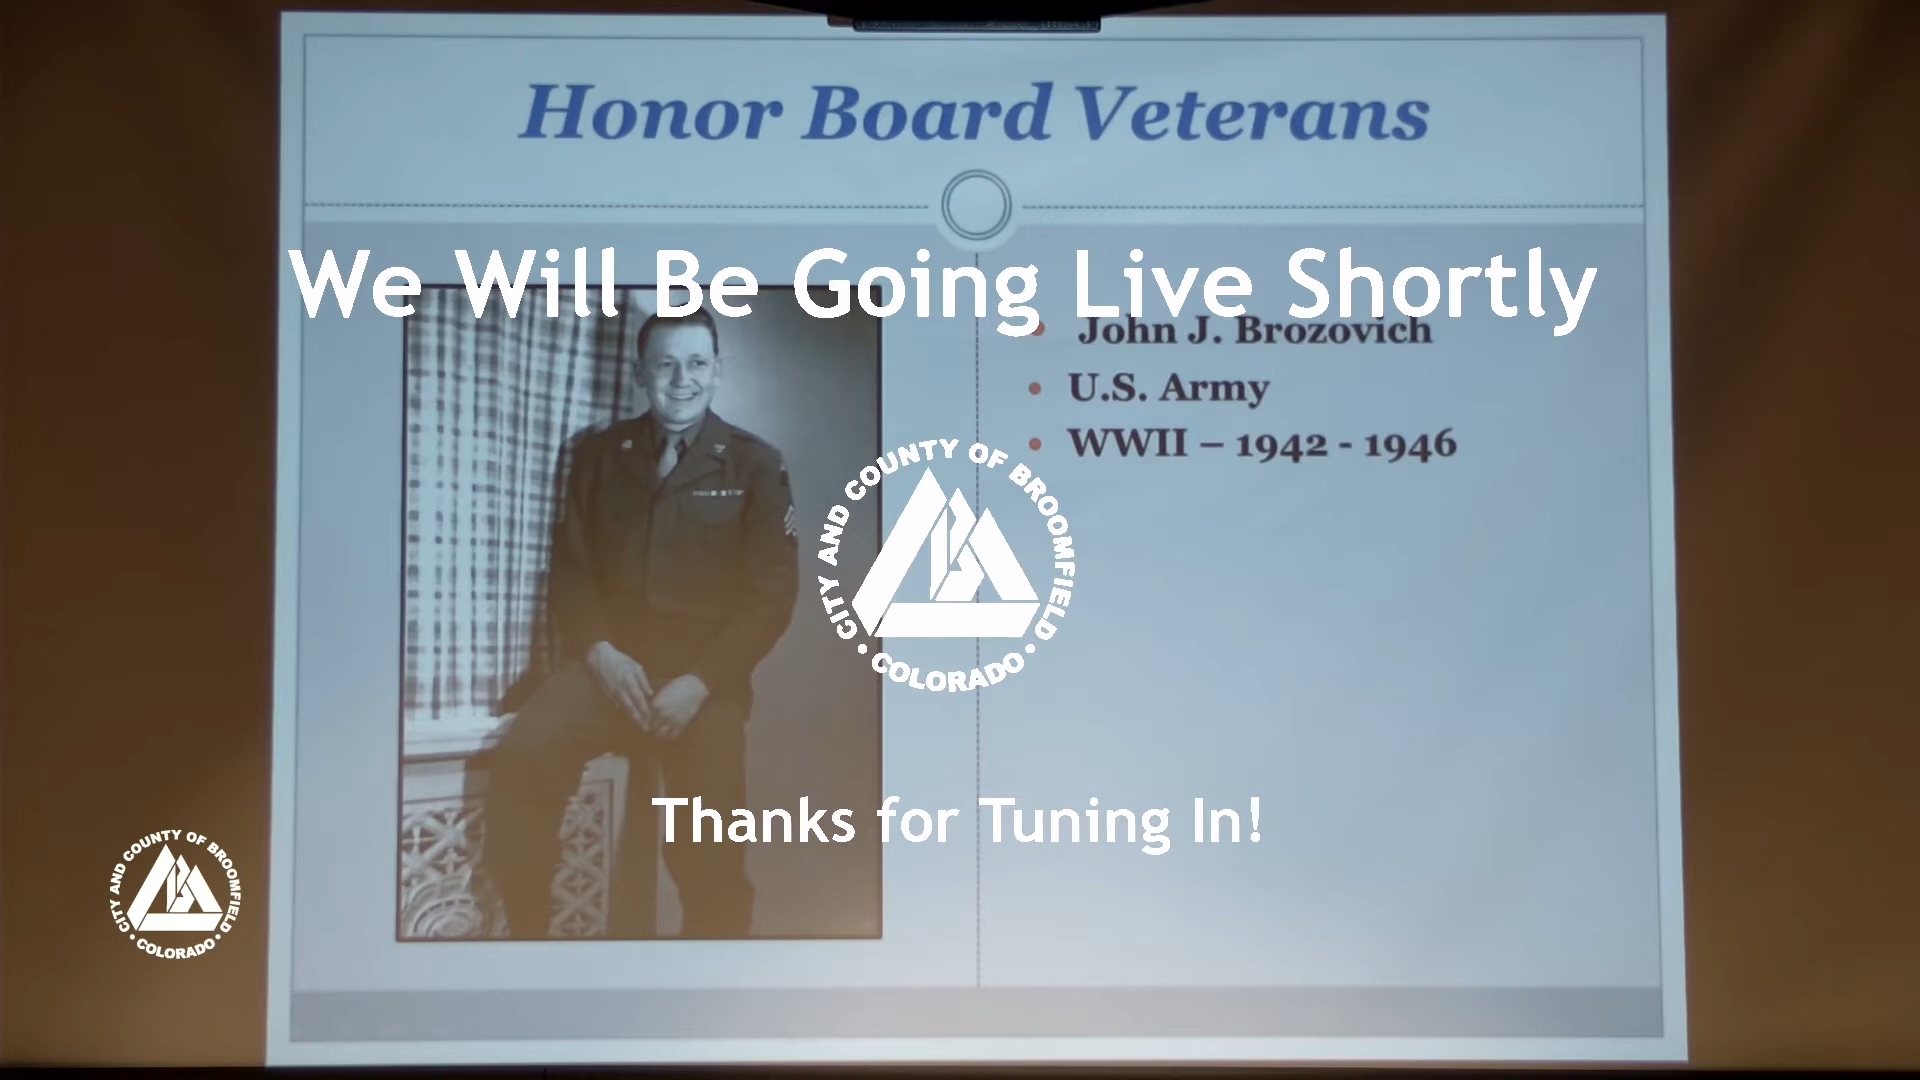 Honor Board Veterans
We Will Be Going Live Shortly
John J. Brozovich
U.S. Army
WWII – 1942 - 1946
CITY AND COUNTY OF BROOMFIELD
• COLORADO •
Thanks for Tuning In!
CITY AND COUNTY OF BROOMFIELD
• COLORADO •